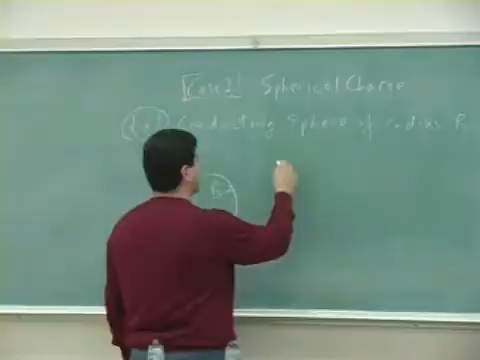 Case 2 Spherical Charge
Conducting Sphere of radius R
R